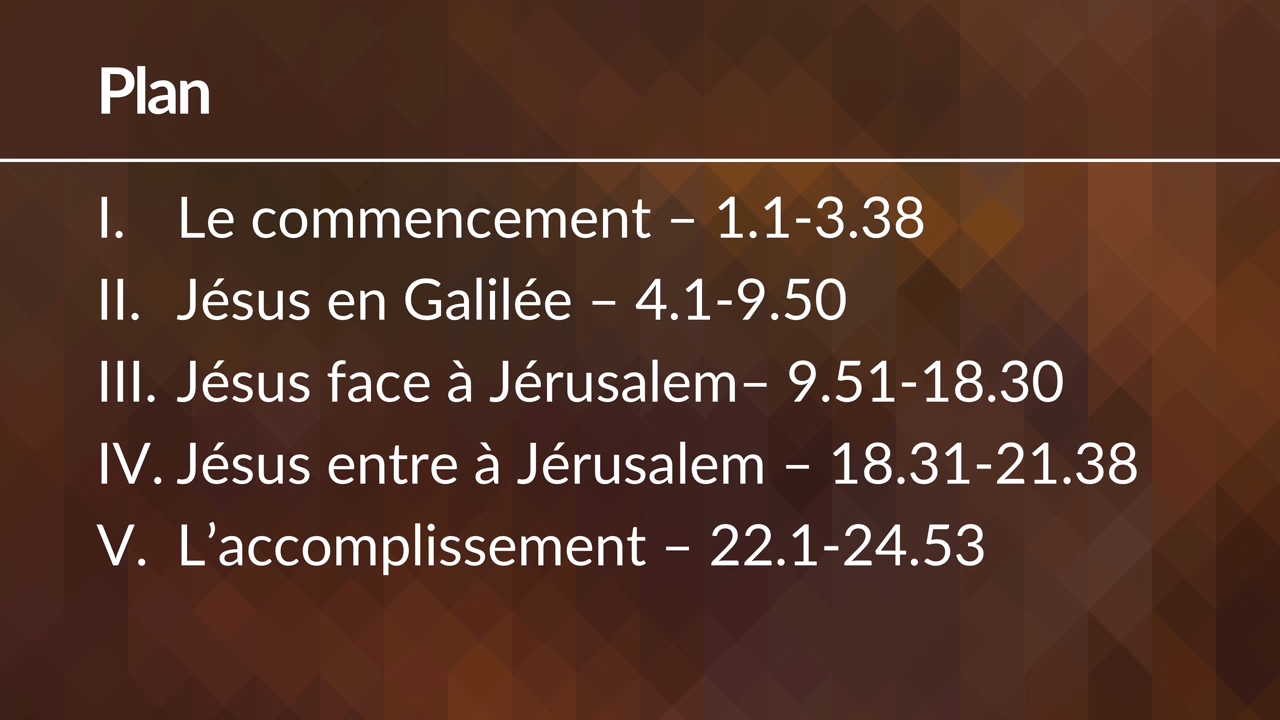 Plan
I. Le commencement – 1.1-3.38
II. Jésus en Galilée – 4.1-9.50
III. Jésus face à Jérusalem– 9.51-18.30
IV. Jésus entre à Jérusalem – 18.31-21.38
V. L’accomplissement – 22.1-24.53